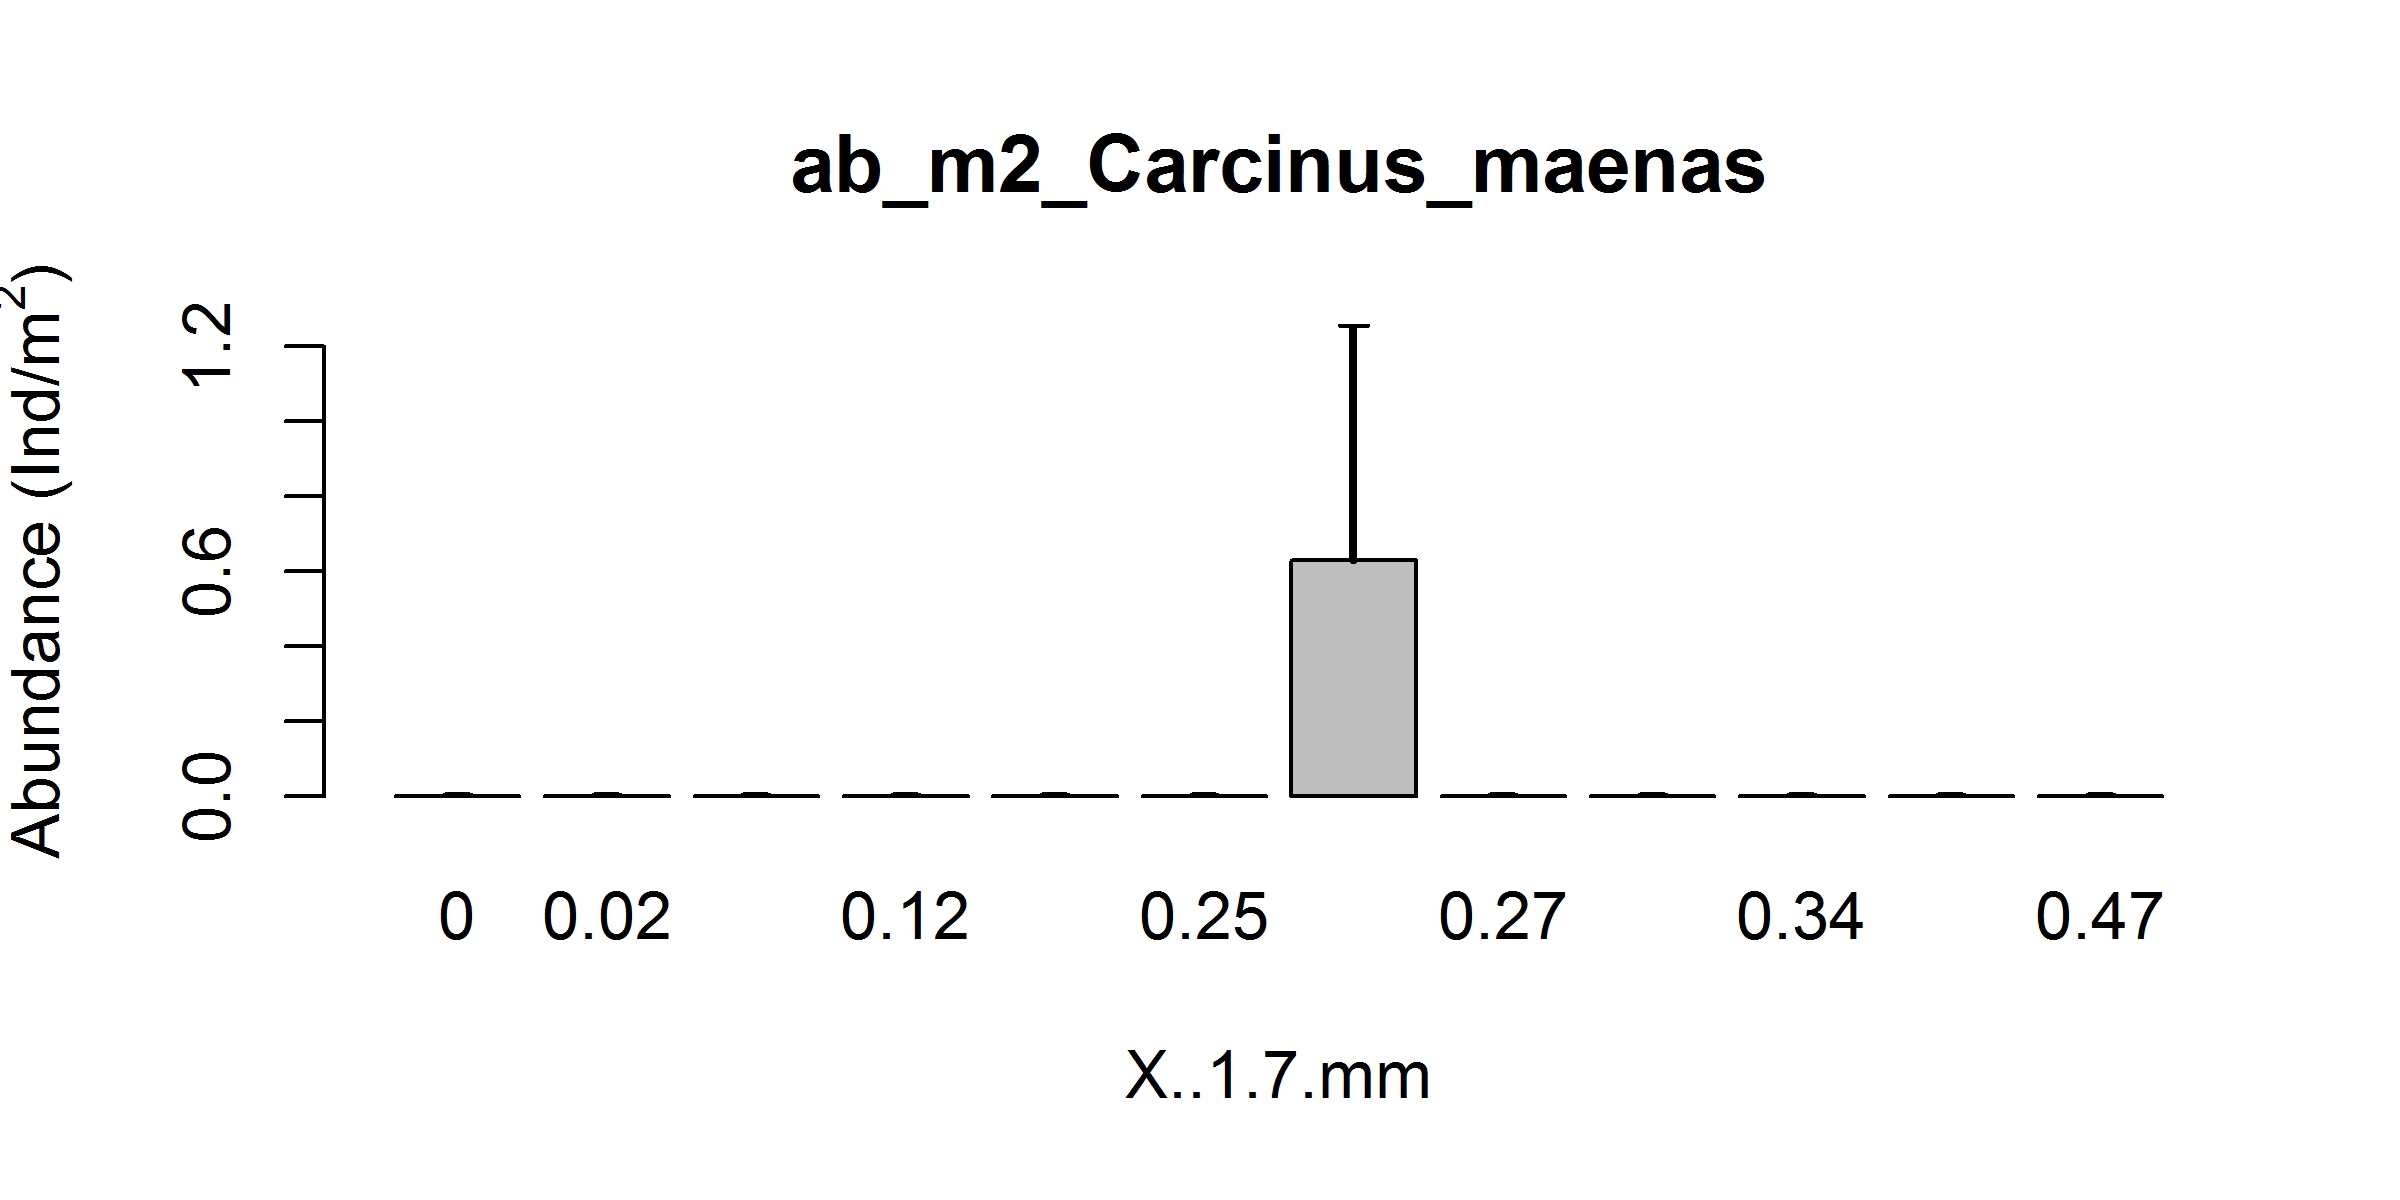 ab_m2_Carcinus_maenas
Abundance (Ind/m²)
1.2
0.6
0.0
0 0.02 0.12 0.25 0.27 0.34 0.47
X..1.7.mm